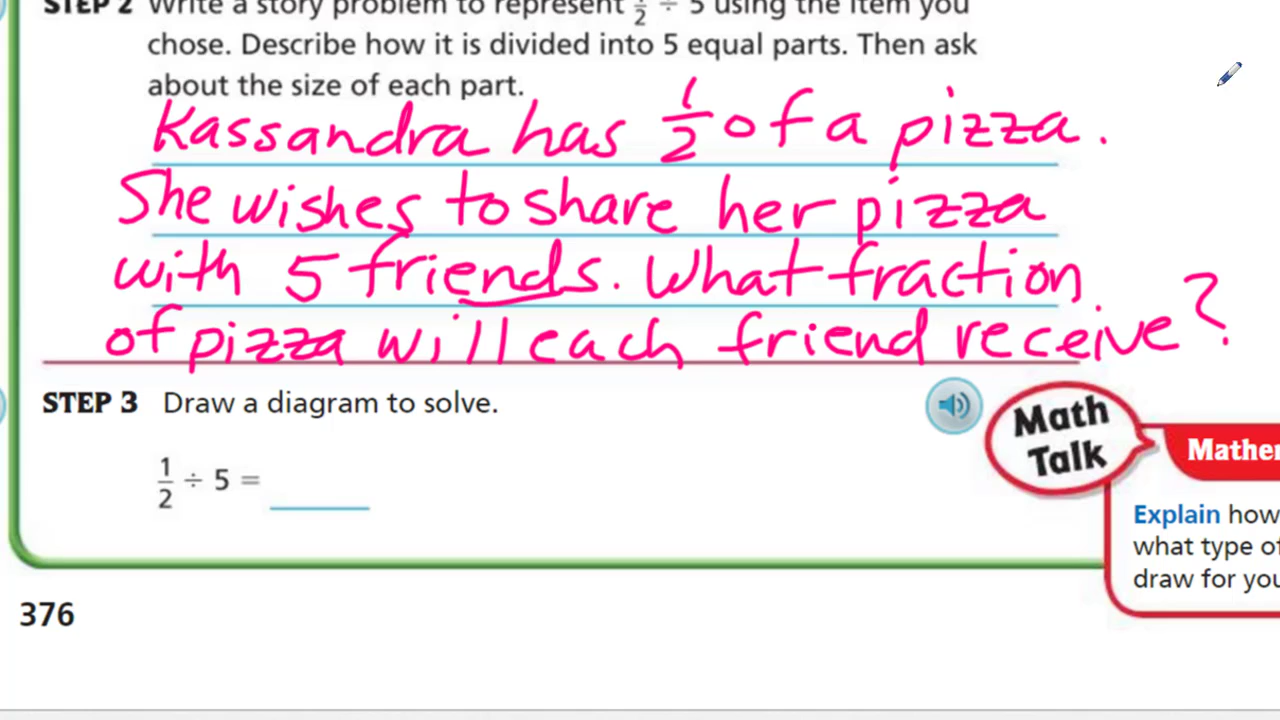 STEP 2 Write a story problem to represent 1/2 ÷ 5 using the item you
chose. Describe how it is divided into 5 equal parts. Then ask
about the size of each part.
Kassandra has 1/2 of a pizza.
She wishes to share her pizza
with 5 friends. What fraction
of pizza will each friend receive?
STEP 3 Draw a diagram to solve.
1/2 ÷ 5 =
Math
Talk
Explain how
what type of
draw for you
376